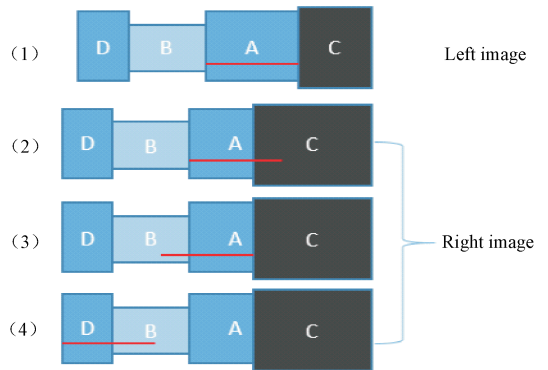 (1) D B A C Left image
(2) D B A C
(3) D B A C Right image
(4) D B A C